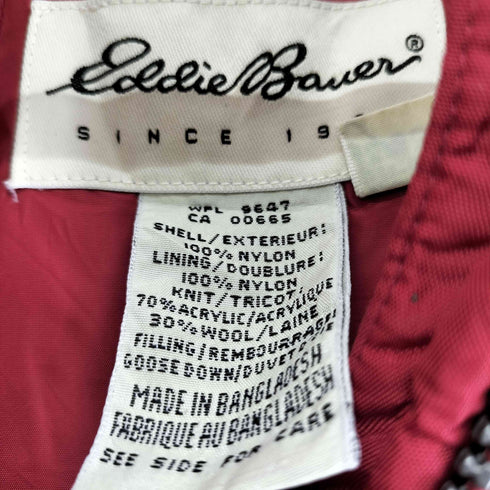 Eddie Bauer®
SINCE
WPL 9647
CA 00665
SHELL/EXTERIEUR:
100% NYLON
LINING/DOUBLURE:
100% NYLON
KNIT/TRICOT:
70% ACRYLIC/ACRYLIQUE
30% WOOL/LAINE
FILLING/REMBOURRAGE:
GOOSE DOWN/DUVET
MADE IN BANGLADESH
FABRIQUE AU BANGLADESH
SEE SIDE FOR CARE